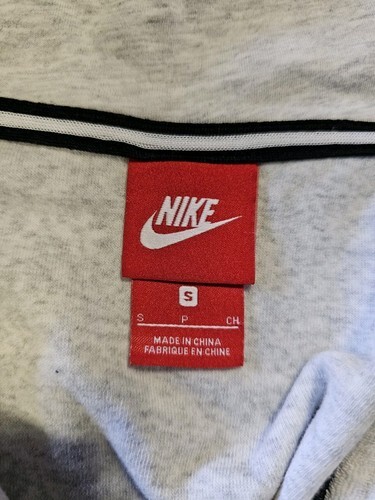 NIKE
S
S P CH
MADE IN CHINA
FABRIQUE EN CHINE